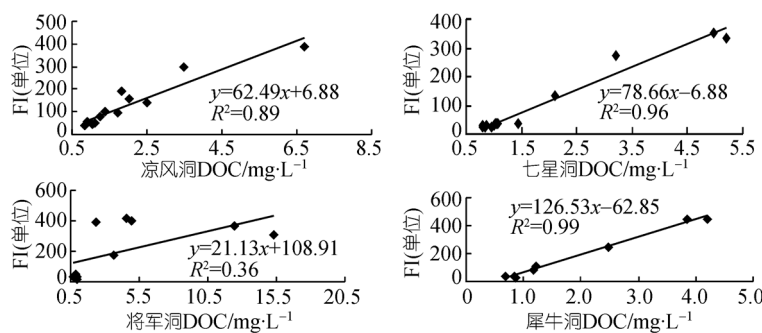 FI(单位)
500
400
300
200
100
0
0.5
2.5
4.5
6.5
8.5
y=62.49x+6.88
R²=0.89
凉风洞DOC/mg·L⁻¹
FI(单位)
400
300
200
100
0
0.5
1.5
2.5
3.5
4.5
5.5
y=78.66x−6.88
R²=0.96
七星洞DOC/mg·L⁻¹
FI(单位)
600
400
200
0
0.5
5.5
10.5
15.5
20.5
y=21.13x+108.91
R²=0.36
将军洞DOC/mg·L⁻¹
FI(单位)
600
400
200
0
0
1.0
2.0
3.0
4.0
5.0
y=126.53x−62.85
R²=0.99
犀牛洞DOC/mg·L⁻¹